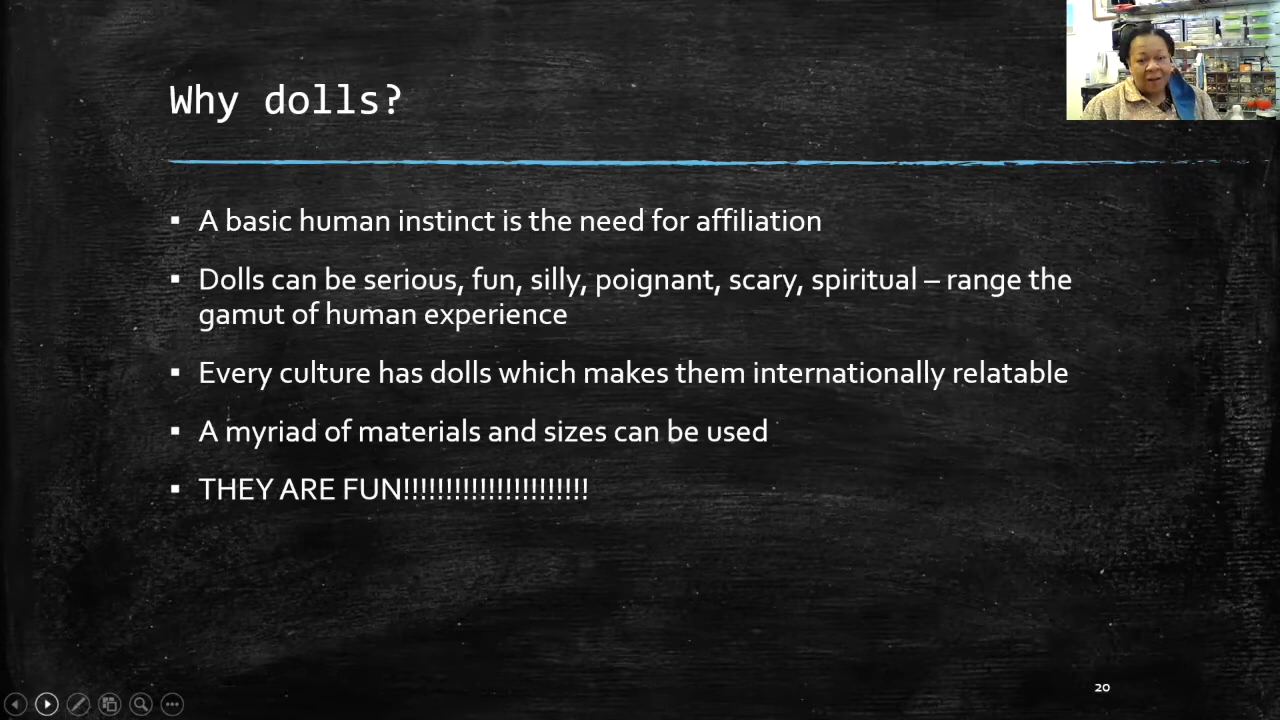 Why dolls?
▪ A basic human instinct is the need for affiliation
▪ Dolls can be serious, fun, silly, poignant, scary, spiritual – range the
gamut of human experience
▪ Every culture has dolls which makes them internationally relatable
▪ A myriad of materials and sizes can be used
▪ THEY ARE FUN!!!!!!!!!!!!!!!!!!!!!!!
20